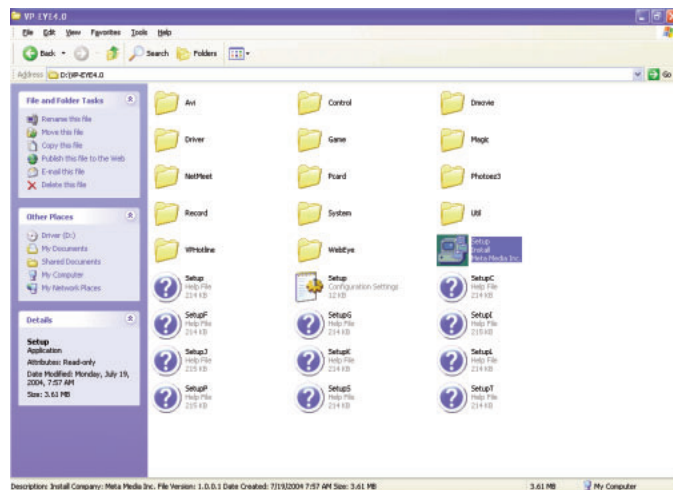 VP-EYE4.0
File Edit View Favorites Tools Help
Back Search Folders
Address D:\VP-EYE4.0 Go
File and Folder Tasks
Rename this file
Move this file
Copy this file
Publish this file to the Web
E-mail this file
Delete this file
Other Places
Driver (D:)
My Documents
Shared Documents
My Computer
My Network Places
Details
Setup
Application
Attributes: Read-only
Date Modified: Monday, July 19,
2004, 7:57 AM
Size: 3.61 MB
Avi Control Dmovie
Driver Game Magic
NetMeet Pcard Photoez3
Record System Util
VPHotline WebEye
Setup
Install
Meta Media Inc.
Setup
Help File
214 KB
Setup
Configuration Settings
12 KB
SetupC
Help File
214 KB
SetupF
Help File
214 KB
SetupG
Help File
214 KB
SetupI
Help File
215 KB
SetupJ
Help File
215 KB
SetupK
Help File
214 KB
SetupL
Help File
214 KB
SetupP
Help File
215 KB
SetupS
Help File
214 KB
SetupT
Help File
214 KB
Description: Install Company: Meta Media Inc. File Version: 1.0.0.1 Date Created: 7/19/2004 7:57 AM Size: 3.61 MB 3.61 MB My Computer